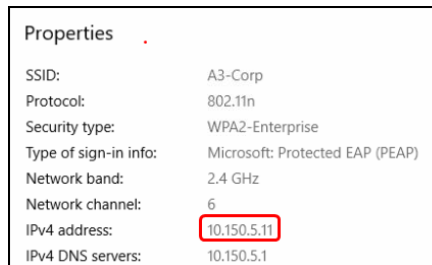 Properties
SSID: A3-Corp
Protocol: 802.11n
Security type: WPA2-Enterprise
Type of sign-in info: Microsoft: Protected EAP (PEAP)
Network band: 2.4 GHz
Network channel: 6
IPv4 address: 10.150.5.11
IPv4 DNS servers: 10.150.5.1